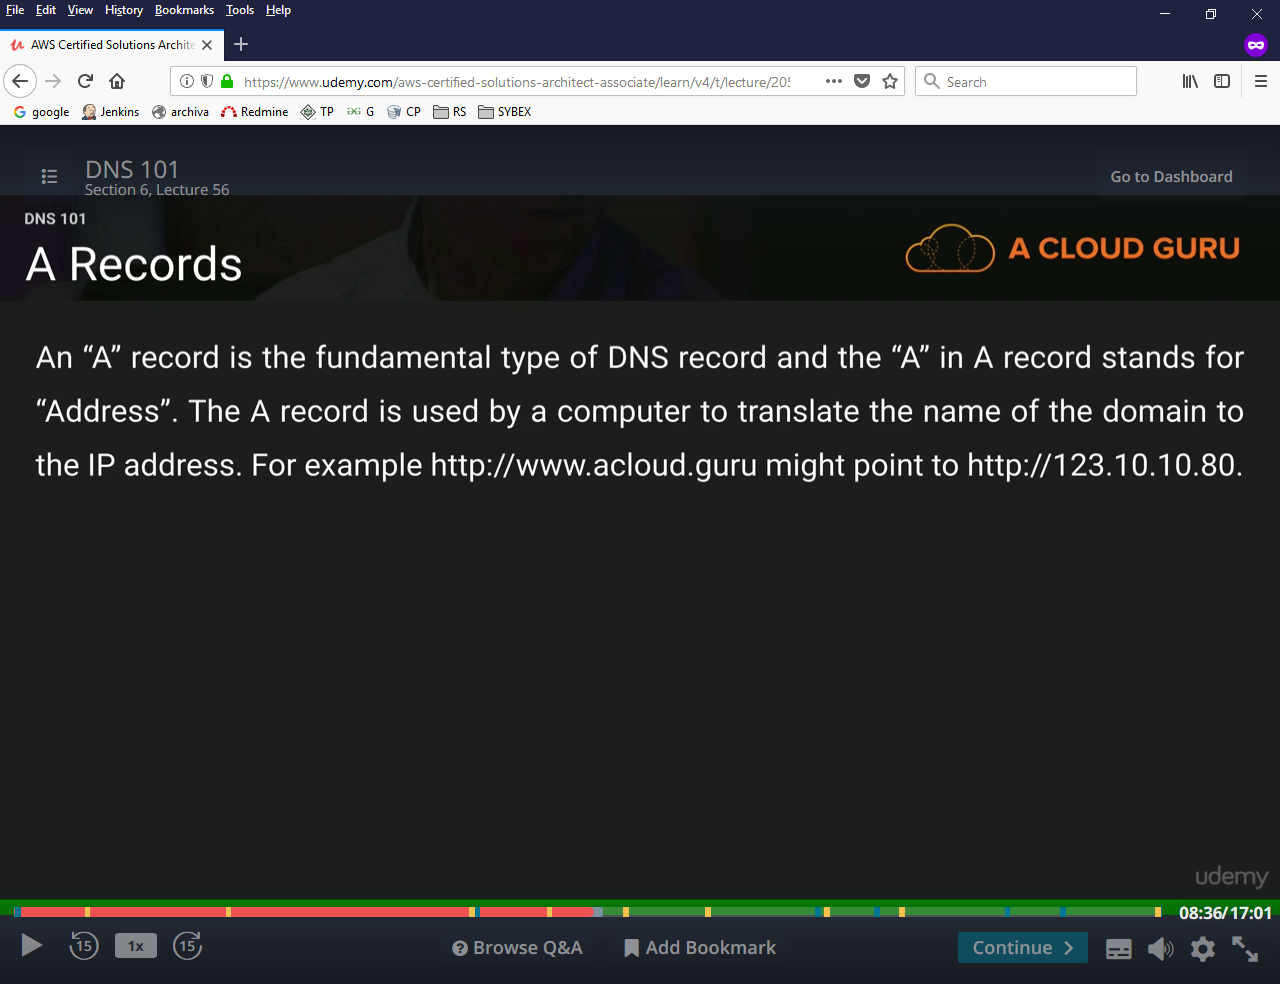 File Edit View History Bookmarks Tools Help
AWS Certified Solutions Archite
https://www.udemy.com/aws-certified-solutions-architect-associate/learn/v4/t/lecture/205
Search
google Jenkins archiva Redmine TP G CP RS SYBEX
DNS 101
Section 6, Lecture 56
Go to Dashboard
DNS 101
A Records
A CLOUD GURU
An “A” record is the fundamental type of DNS record and the “A” in A record stands for
“Address”. The A record is used by a computer to translate the name of the domain to
the IP address. For example http://www.acloud.guru might point to http://123.10.10.80.
udemy
08:36/17:01
15 1x 15 Browse Q&A Add Bookmark Continue